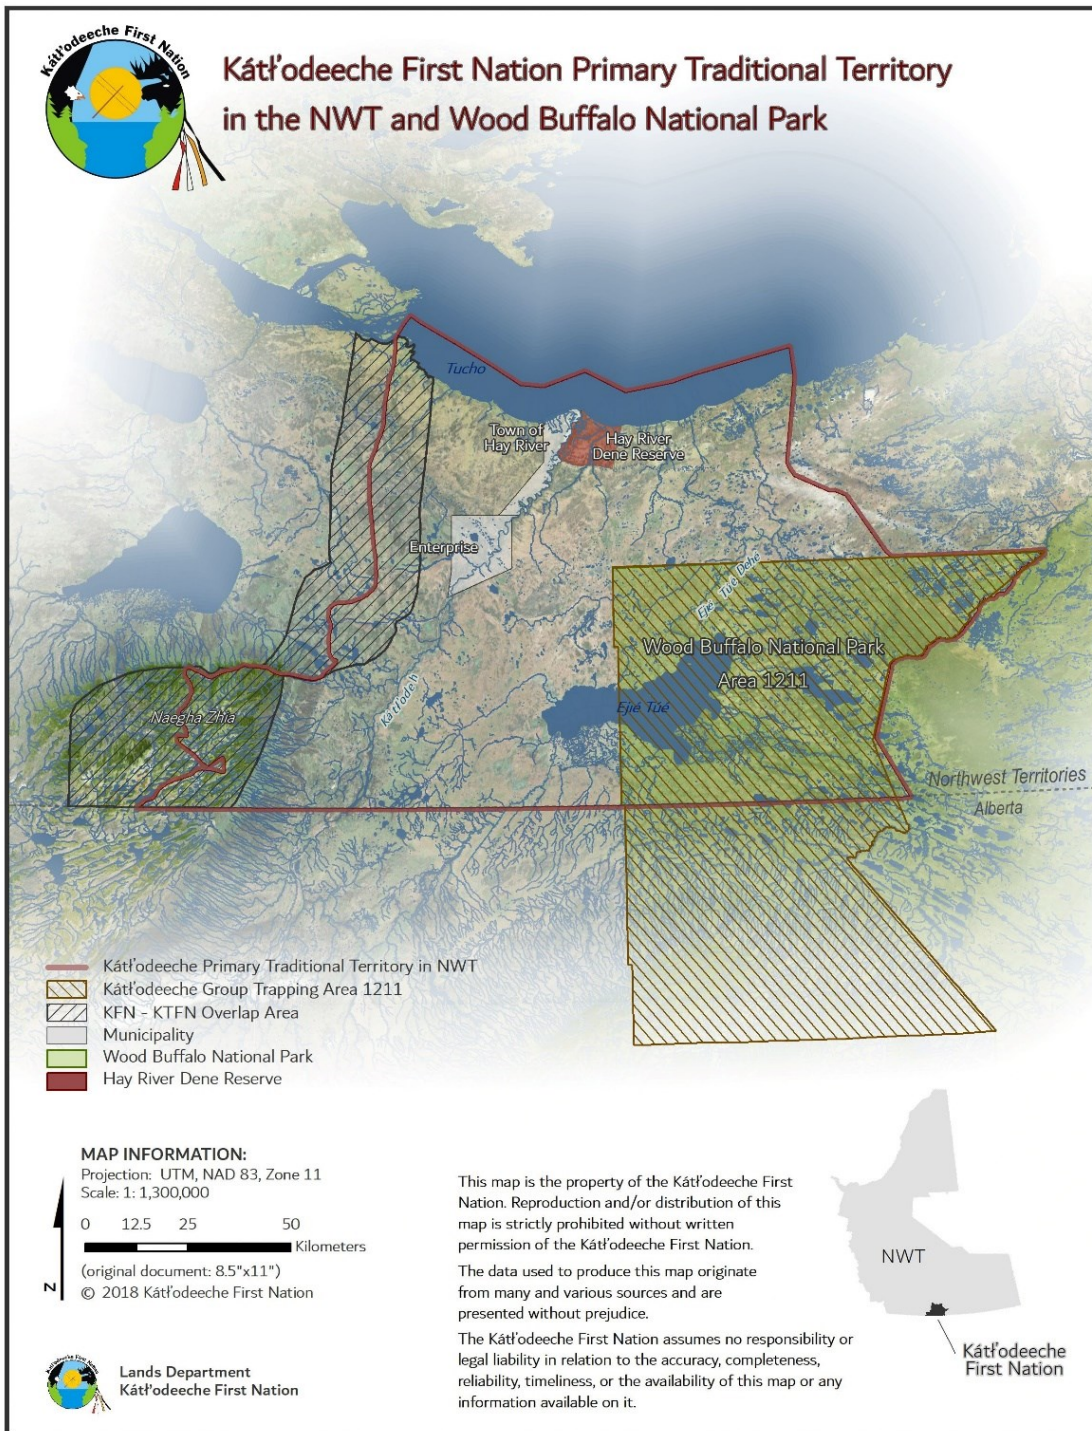 Kátł'odeeche First Nation
Kátł'odeeche First Nation Primary Traditional Territory
in the NWT and Wood Buffalo National Park
Tucho
Town of
Hay River
Hay River
Dene Reserve
Enterprise
Ejié Túé Dehé
Wood Buffalo National Park
Area 1211
Kátł'odeh
Ejié Túé
Naegha Zhia
Northwest Territories
Alberta
Kátł'odeeche Primary Traditional Territory in NWT
Kátł'odeeche Group Trapping Area 1211
KFN - KTFN Overlap Area
Municipality
Wood Buffalo National Park
Hay River Dene Reserve
MAP INFORMATION:
Projection: UTM, NAD 83, Zone 11
Scale: 1: 1,300,000
0 12.5 25 50
Kilometers
(original document: 8.5"x11")
© 2018 Kátł'odeeche First Nation
N
Kátł'odeeche First Nation
Lands Department
Kátł'odeeche First Nation
This map is the property of the Kátł'odeeche First
Nation. Reproduction and/or distribution of this
map is strictly prohibited without written
permission of the Kátł'odeeche First Nation.
The data used to produce this map originate
from many and various sources and are
presented without prejudice.
The Kátł'odeeche First Nation assumes no responsibility or
legal liability in relation to the accuracy, completeness,
reliability, timeliness, or the availability of this map or any
information available on it.
NWT
Kátł'odeeche
First Nation